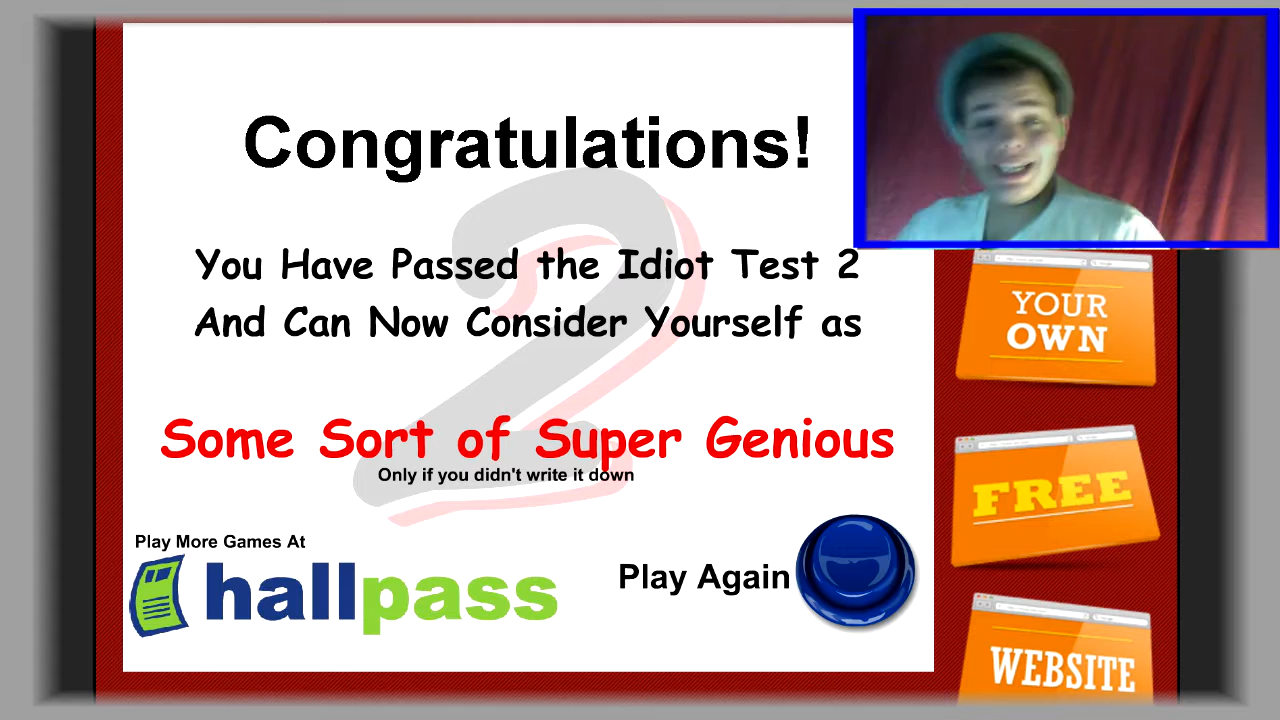 Congratulations!
You Have Passed the Idiot Test 2
And Can Now Consider Yourself as
Some Sort of Super Genious
Only if you didn't write it down
Play More Games At
hallpass
Play Again
2
YOUR
OWN
FREE
WEBSITE